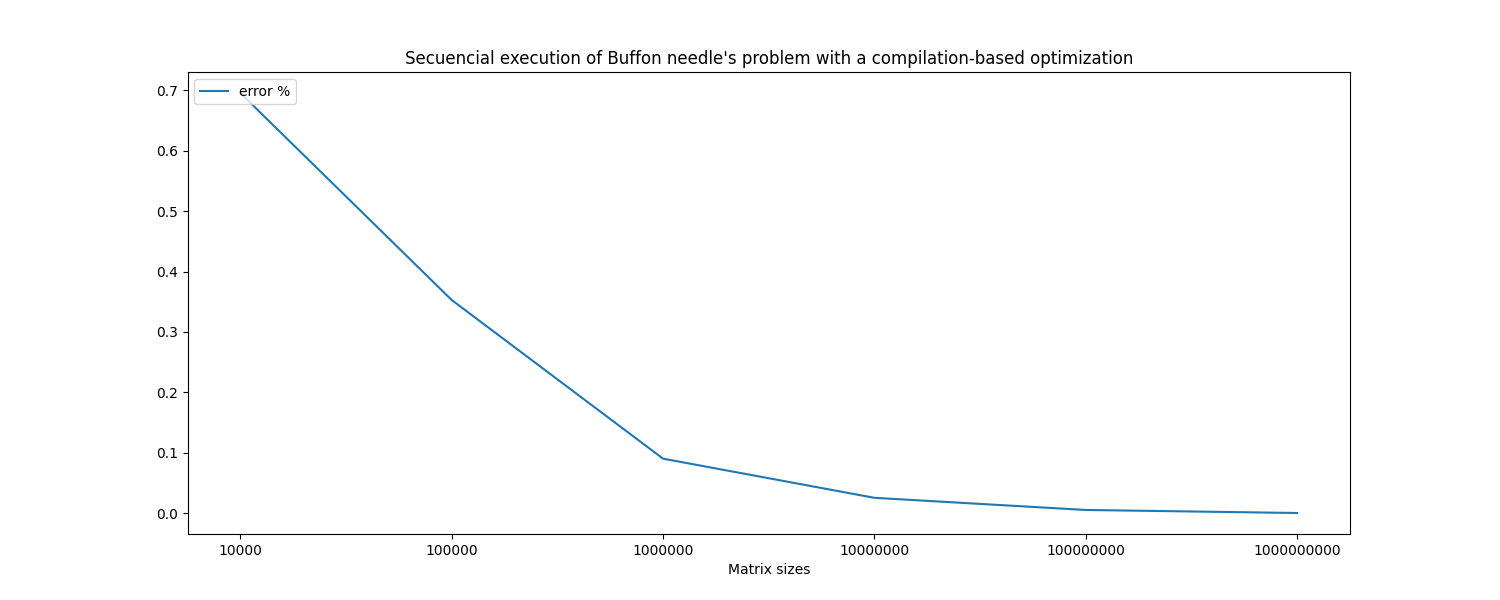 Secuencial execution of Buffon needle's problem with a compilation-based optimization
error %
0.7
0.6
0.5
0.4
0.3
0.2
0.1
0.0
10000 100000 1000000 10000000 100000000 1000000000
Matrix sizes